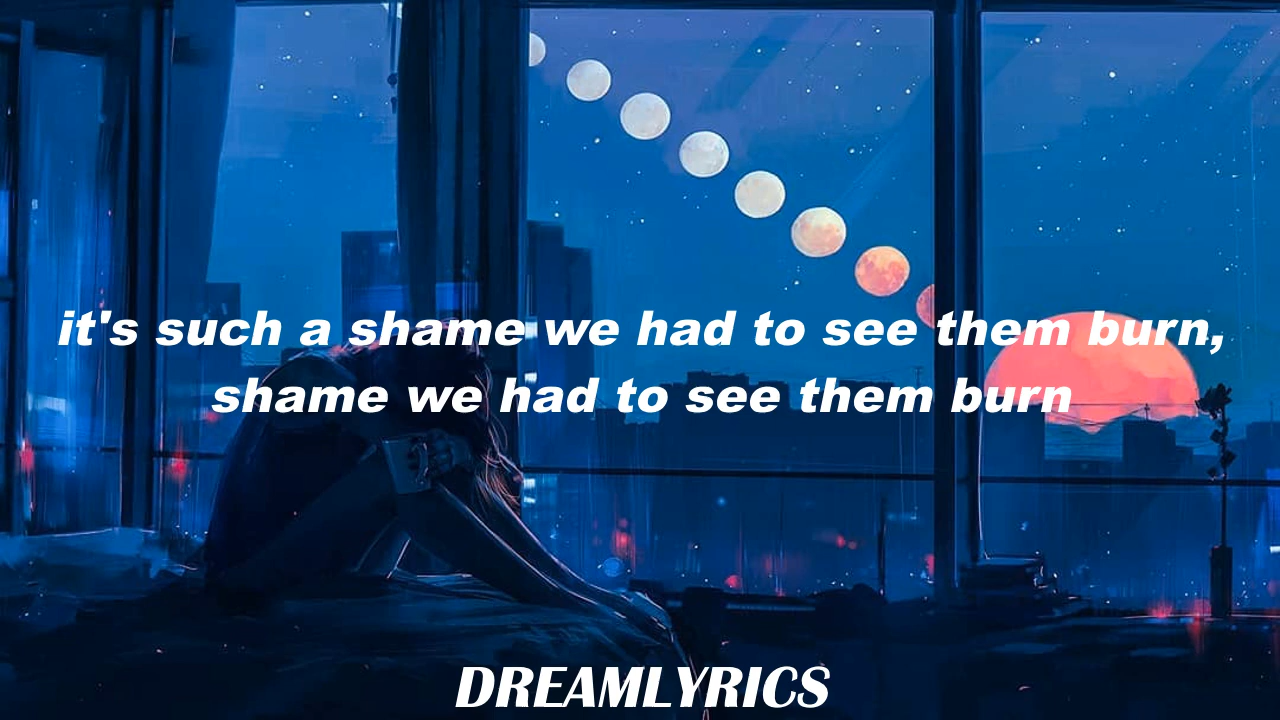 it's such a shame we had to see them burn,
shame we had to see them burn
DREAMLYRICS